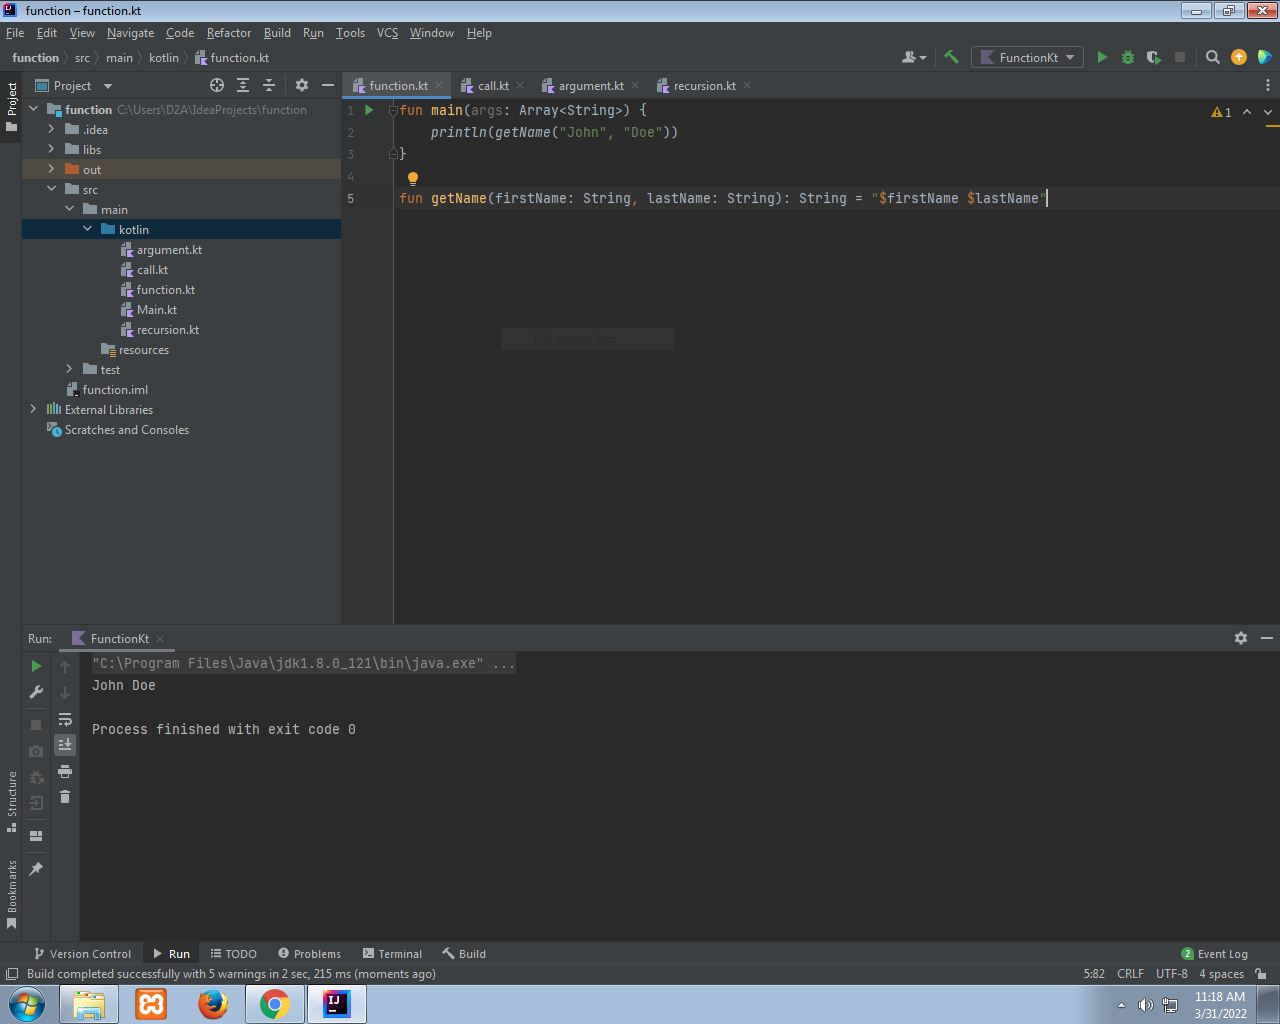 function – function.kt
File Edit View Navigate Code Refactor Build Run Tools VCS Window Help
function src main kotlin function.kt
FunctionKt
Project
Project
function.kt
call.kt
argument.kt
recursion.kt
function C:\Users\D2A\IdeaProjects\function
.idea
libs
out
src
main
kotlin
argument.kt
call.kt
function.kt
Main.kt
recursion.kt
resources
test
function.iml
External Libraries
Scratches and Consoles
1 fun main(args: Array<String>) {
2 println(getName("John", "Doe"))
3 }
4
5 fun getName(firstName: String, lastName: String): String = "$firstName $lastName"
1
Full-screen Snip
Run: FunctionKt
"C:\Program Files\Java\jdk1.8.0_121\bin\java.exe" ...
John Doe
Process finished with exit code 0
Structure
Bookmarks
Version Control Run TODO Problems Terminal Build
2 Event Log
Build completed successfully with 5 warnings in 2 sec, 215 ms (moments ago)
5:82 CRLF UTF-8 4 spaces
IJ
11:18 AM
3/31/2022